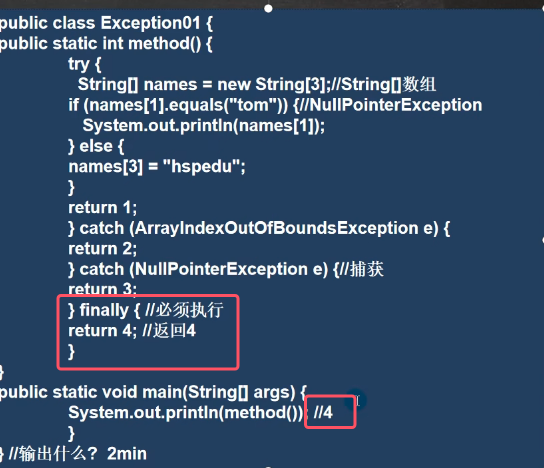 public class Exception01 {
public static int method() {
try {
String[] names = new String[3];//String[]数组
if (names[1].equals("tom")) {//NullPointerException
System.out.println(names[1]);
} else {
names[3] = "hspedu";
}
return 1;
} catch (ArrayIndexOutOfBoundsException e) {
return 2;
} catch (NullPointerException e) {//捕获
return 3;
} finally { //必须执行
return 4; //返回4
}
}
public static void main(String[] args) {
System.out.println(method()); //4
}
} //输出什么? 2min